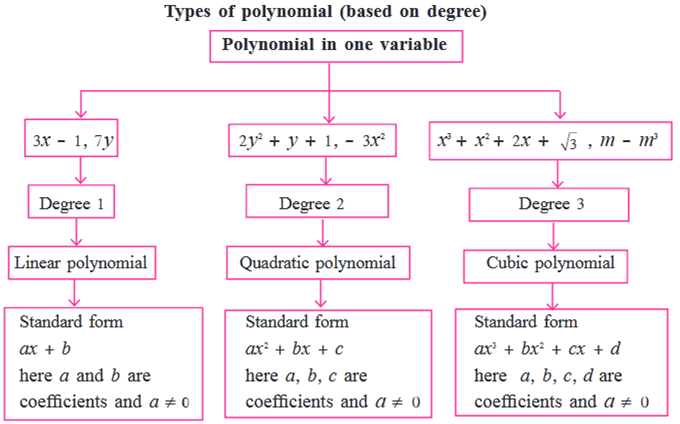 Types of polynomial (based on degree)
Polynomial in one variable
3x - 1, 7y
2y² + y + 1, - 3x²
x³ + x² + 2x + √3 , m - m³
Degree 1
Degree 2
Degree 3
Linear polynomial
Quadratic polynomial
Cubic polynomial
Standard form
ax + b
here a and b are
coefficients and a ≠ 0
Standard form
ax² + bx + c
here a, b, c are
coefficients and a ≠ 0
Standard form
ax³ + bx² + cx + d
here a, b, c, d are
coefficients and a ≠ 0